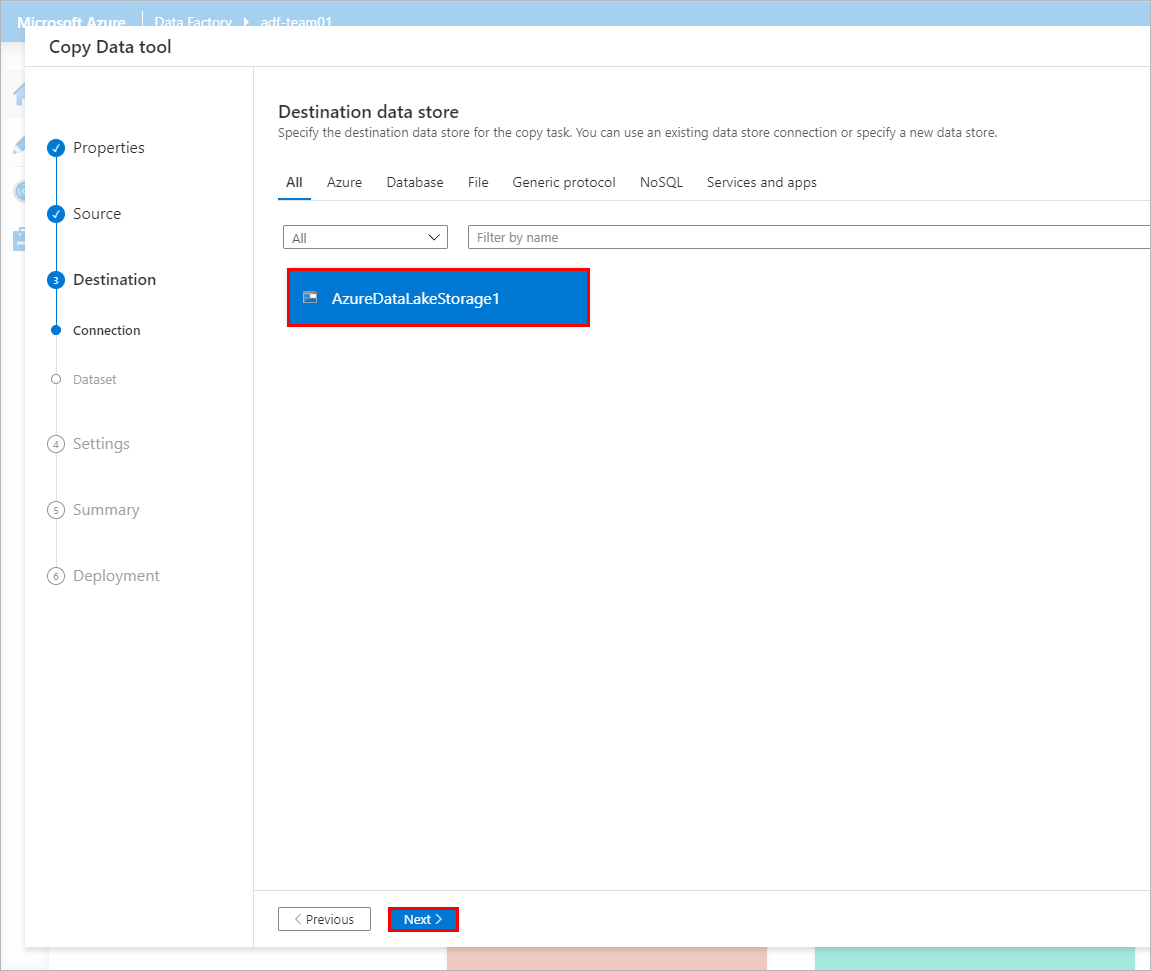 Microsoft Azure Data Factory adf-team01
Copy Data tool
Properties
Source
3 Destination
Connection
Dataset
4 Settings
5 Summary
6 Deployment
Destination data store
Specify the destination data store for the copy task. You can use an existing data store connection or specify a new data store.
All Azure Database File Generic protocol NoSQL Services and apps
All Filter by name
AzureDataLakeStorage1
Previous Next